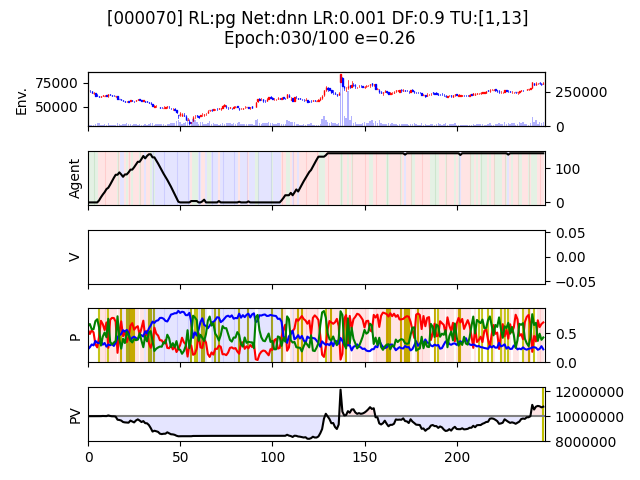 [000070] RL:pg Net:dnn LR:0.001 DF:0.9 TU:[1,13]
Epoch:030/100 e=0.26
Env.
75000
50000
250000
0
Agent
100
0
V
0.05
0.00
−0.05
P
0.5
0.0
PV
12000000
10000000
8000000
0 50 100 150 200